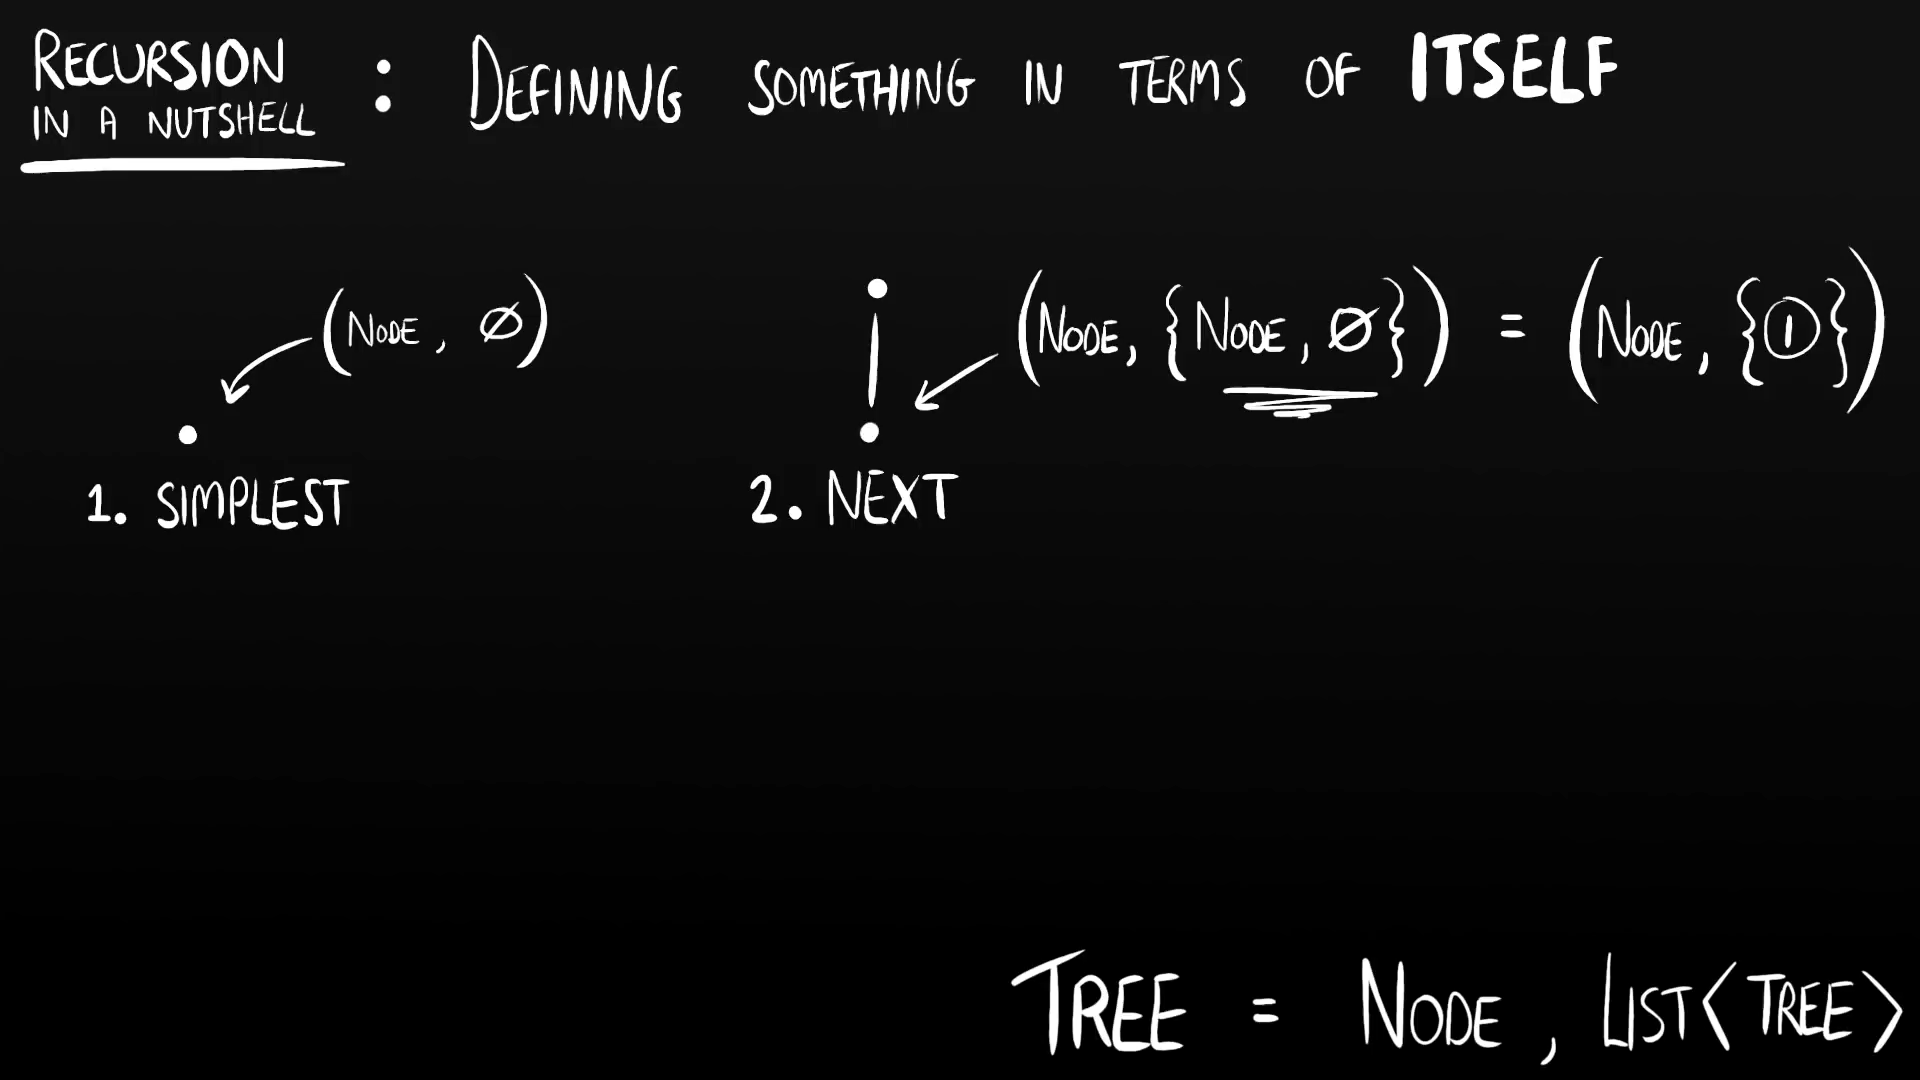 RECURSION : DEFINING SOMETHING IN TERMS OF ITSELF
IN A NUTSHELL
(NODE, Ø)
(NODE, {NODE, Ø}) = (NODE, {①})
1. SIMPLEST
2. NEXT
TREE = NODE, LIST<TREE>